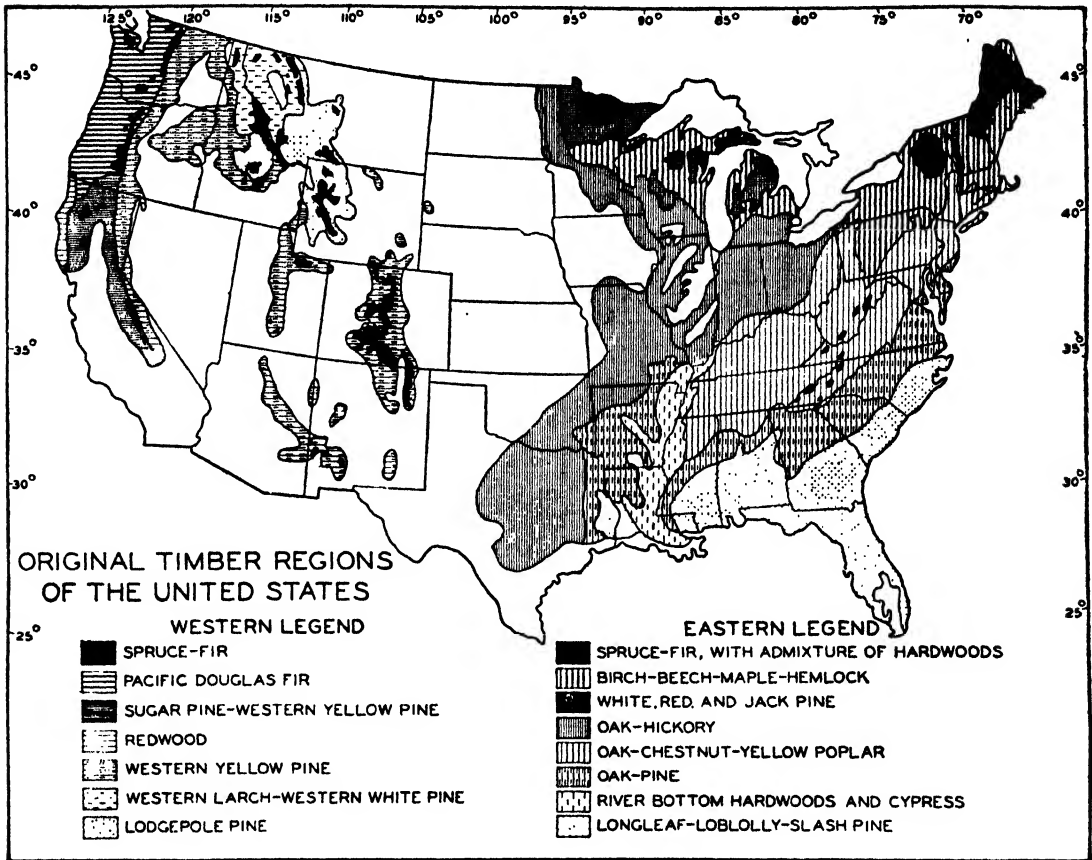 125° 120° 115° 110° 105° 100° 95° 90° 85° 80° 75° 70°
45° 45°
40° 40°
35° 35°
30° 30°
25° 25°
ORIGINAL TIMBER REGIONS
OF THE UNITED STATES
WESTERN LEGEND
SPRUCE-FIR
PACIFIC DOUGLAS FIR
SUGAR PINE-WESTERN YELLOW PINE
REDWOOD
WESTERN YELLOW PINE
WESTERN LARCH-WESTERN WHITE PINE
LODGEPOLE PINE
EASTERN LEGEND
SPRUCE-FIR, WITH ADMIXTURE OF HARDWOODS
BIRCH-BEECH-MAPLE-HEMLOCK
WHITE, RED, AND JACK PINE
OAK-HICKORY
OAK-CHESTNUT-YELLOW POPLAR
OAK-PINE
RIVER BOTTOM HARDWOODS AND CYPRESS
LONGLEAF-LOBLOLLY-SLASH PINE